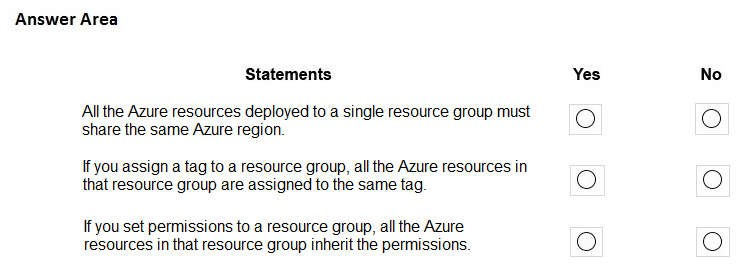 Answer Area
Statements Yes No
All the Azure resources deployed to a single resource group must
share the same Azure region.
If you assign a tag to a resource group, all the Azure resources in
that resource group are assigned to the same tag.
If you set permissions to a resource group, all the Azure
resources in that resource group inherit the permissions.